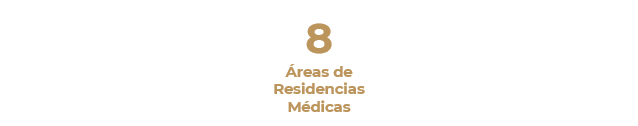 8
Áreas de
Residencias
Médicas